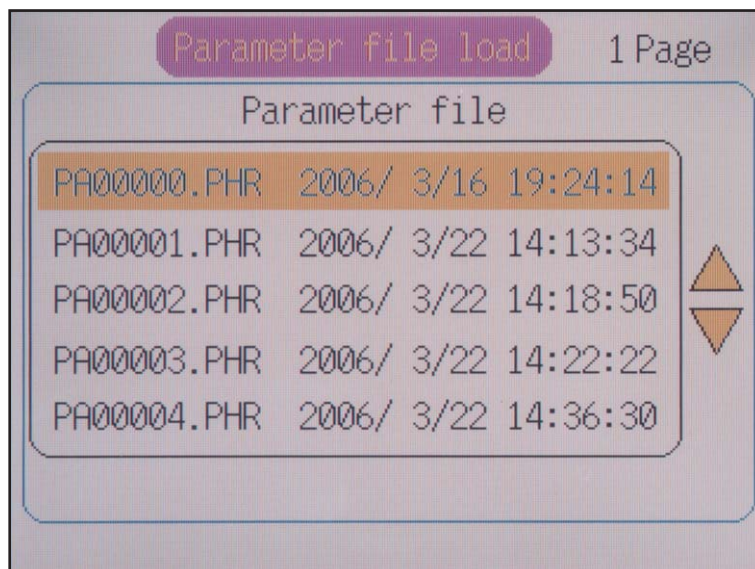 Parameter file load 1 Page
Parameter file
PA00000.PHR 2006/ 3/16 19:24:14
PA00001.PHR 2006/ 3/22 14:13:34
PA00002.PHR 2006/ 3/22 14:18:50
PA00003.PHR 2006/ 3/22 14:22:22
PA00004.PHR 2006/ 3/22 14:36:30